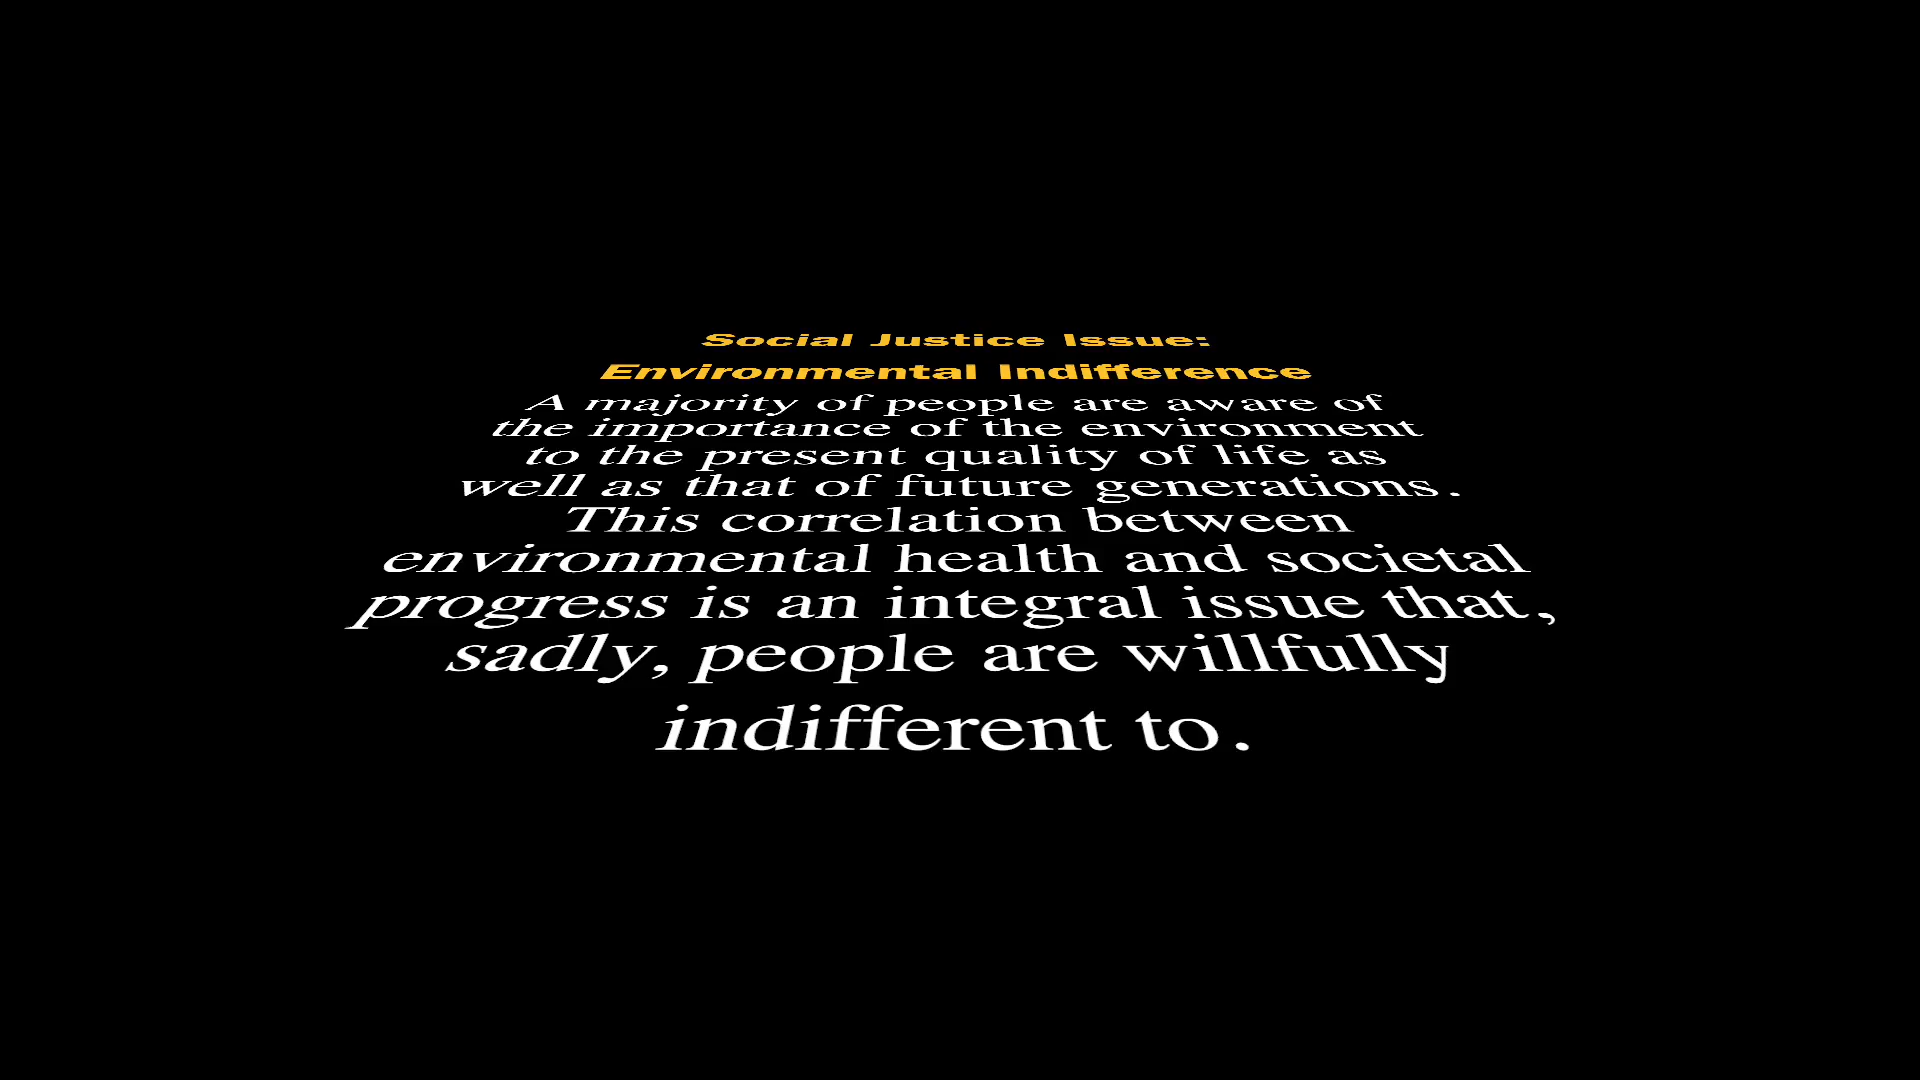 Social Justice Issue:
Environmental Indifference
A majority of people are aware of
the importance of the environment
to the present quality of life as
well as that of future generations.
This correlation between
environmental health and societal
progress is an integral issue that,
sadly, people are willfully
indifferent to.